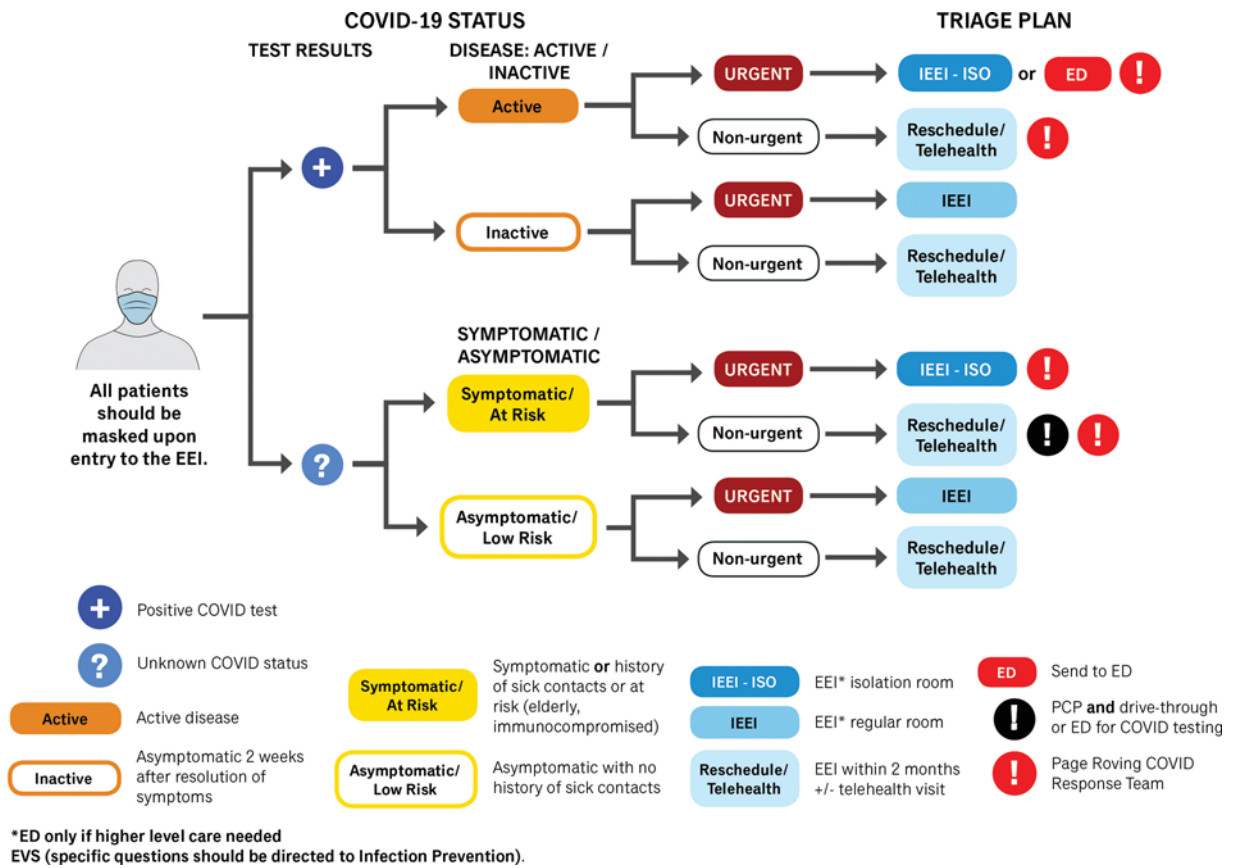 COVID-19 STATUS
TRIAGE PLAN
TEST RESULTS
DISEASE: ACTIVE /
INACTIVE
Active
URGENT
IEEI - ISO or ED !
Non-urgent
Reschedule/
Telehealth
!
+
Inactive
URGENT
IEEI
Non-urgent
Reschedule/
Telehealth
All patients
should be
masked upon
entry to the EEI.
SYMPTOMATIC /
ASYMPTOMATIC
Symptomatic/
At Risk
URGENT
IEEI - ISO !
Non-urgent
Reschedule/
Telehealth
! !
?
Asymptomatic/
Low Risk
URGENT
IEEI
Non-urgent
Reschedule/
Telehealth
+ Positive COVID test
? Unknown COVID status
Active Active disease
Inactive
Asymptomatic 2 weeks
after resolution of
symptoms
Symptomatic/
At Risk
Symptomatic or history
of sick contacts or at
risk (elderly,
immunocompromised)
Asymptomatic/
Low Risk
Asymptomatic with no
history of sick contacts
IEEI - ISO EEI* isolation room
IEEI EEI* regular room
Reschedule/
Telehealth
EEI within 2 months
+/- telehealth visit
ED Send to ED
! PCP and drive-through
or ED for COVID testing
! Page Roving COVID
Response Team
*ED only if higher level care needed
EVS (specific questions should be directed to Infection Prevention).